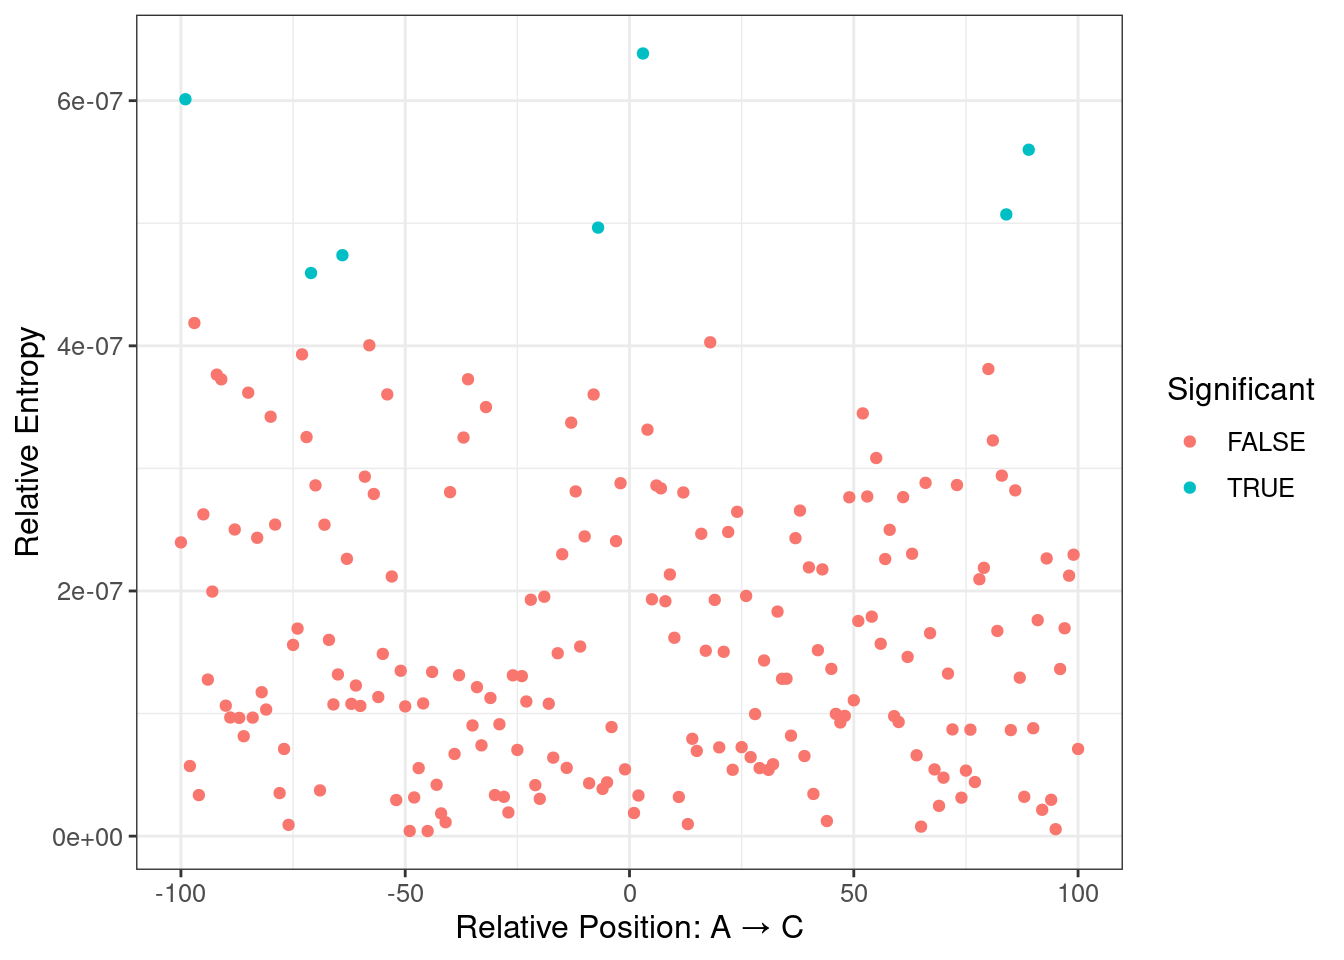 6e-07
4e-07
2e-07
0e+00
-100
-50
0
50
100
Relative Position: A → C
Relative Entropy
Significant
FALSE
TRUE